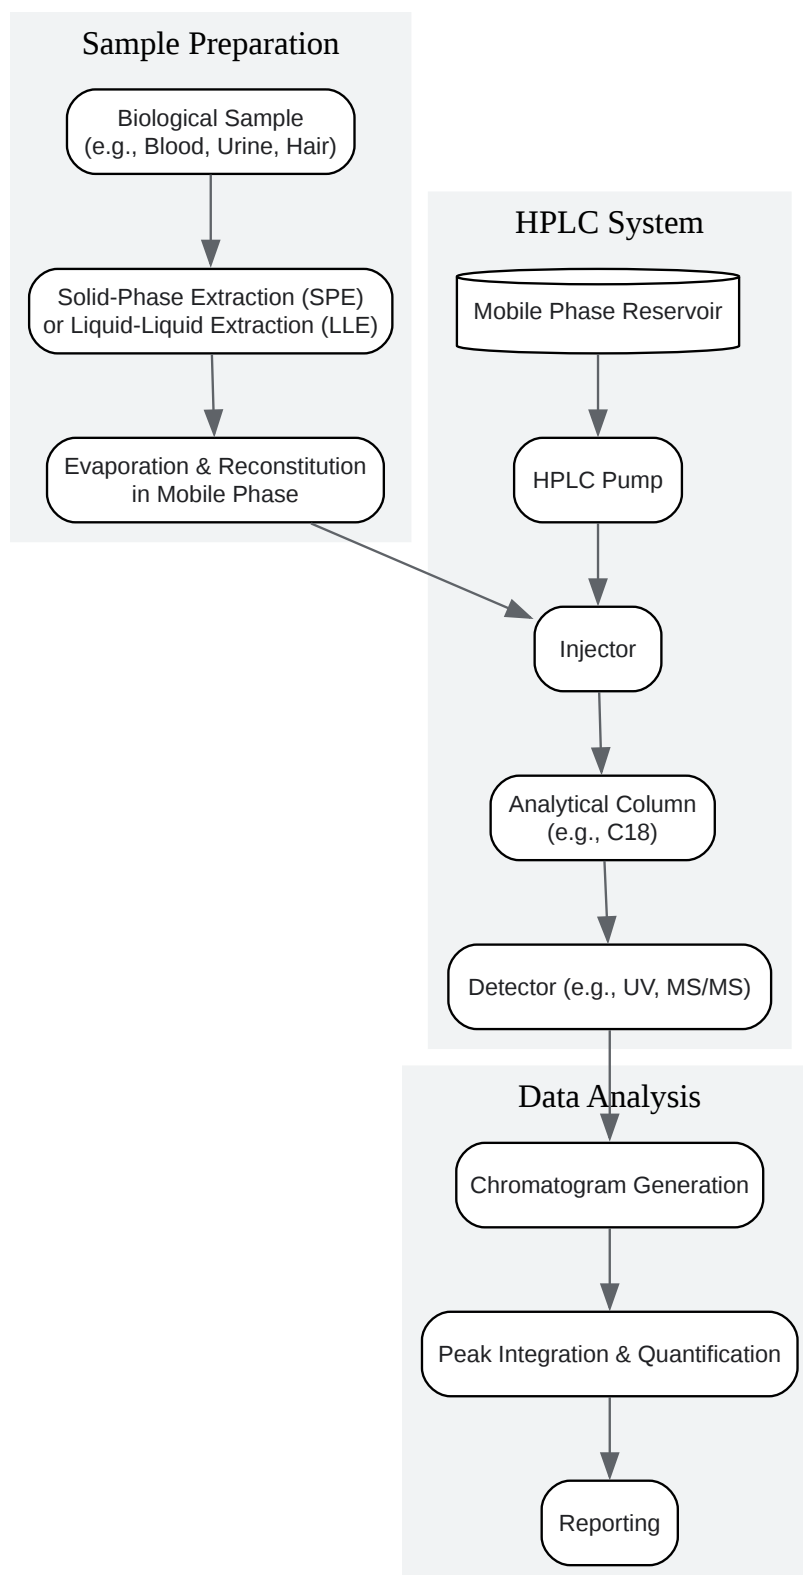 Sample Preparation
Biological Sample
(e.g., Blood, Urine, Hair)
Solid-Phase Extraction (SPE)
or Liquid-Liquid Extraction (LLE)
Evaporation & Reconstitution
in Mobile Phase
HPLC System
Mobile Phase Reservoir
HPLC Pump
Injector
Analytical Column
(e.g., C18)
Detector (e.g., UV, MS/MS)
Data Analysis
Chromatogram Generation
Peak Integration & Quantification
Reporting